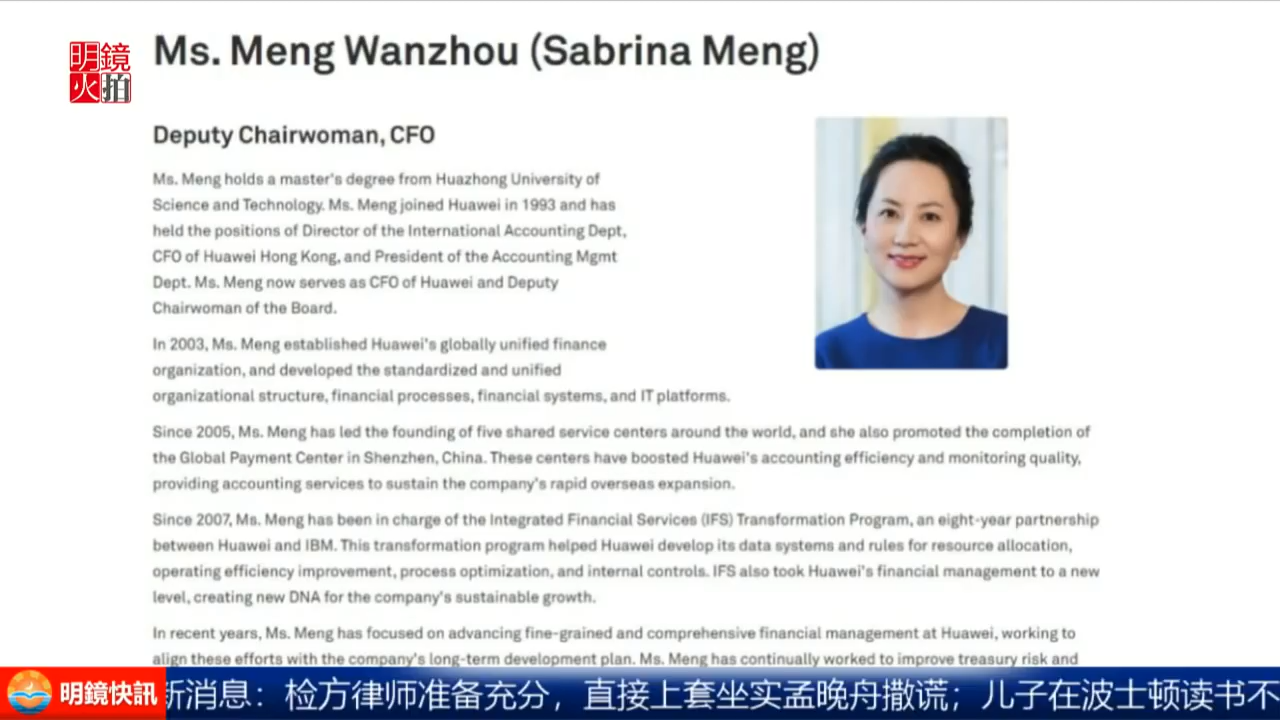 明鏡
火拍
Ms. Meng Wanzhou (Sabrina Meng)
Deputy Chairwoman, CFO
Ms. Meng holds a master's degree from Huazhong University of
Science and Technology. Ms. Meng joined Huawei in 1993 and has
held the positions of Director of the International Accounting Dept,
CFO of Huawei Hong Kong, and President of the Accounting Mgmt
Dept. Ms. Meng now serves as CFO of Huawei and Deputy
Chairwoman of the Board.
In 2003, Ms. Meng established Huawei's globally unified finance
organization, and developed the standardized and unified
organizational structure, financial processes, financial systems, and IT platforms.
Since 2005, Ms. Meng has led the founding of five shared service centers around the world, and she also promoted the completion of
the Global Payment Center in Shenzhen, China. These centers have boosted Huawei's accounting efficiency and monitoring quality,
providing accounting services to sustain the company's rapid overseas expansion.
Since 2007, Ms. Meng has been in charge of the Integrated Financial Services (IFS) Transformation Program, an eight-year partnership
between Huawei and IBM. This transformation program helped Huawei develop its data systems and rules for resource allocation,
operating efficiency improvement, process optimization, and internal controls. IFS also took Huawei's financial management to a new
level, creating new DNA for the company's sustainable growth.
In recent years, Ms. Meng has focused on advancing fine-grained and comprehensive financial management at Huawei, working to
align these efforts with the company's long-term development plan. Ms. Meng has continually worked to improve treasury risk and
明鏡快訊
新消息：检方律师准备充分，直接上套坐实孟晚舟撒谎；儿子在波士顿读书不